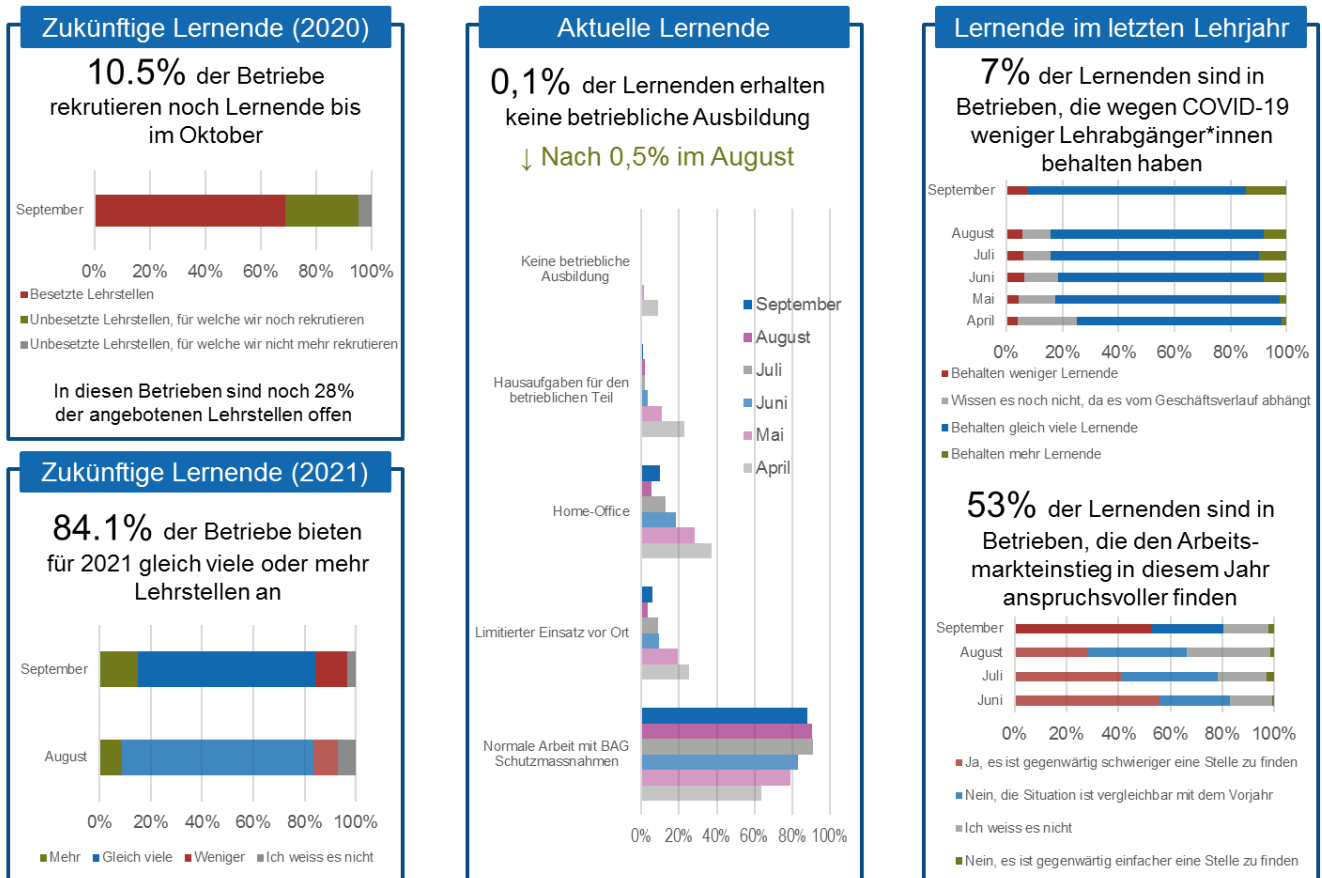 Zukünftige Lernende (2020)
10.5% der Betriebe
rekrutieren noch Lernende bis
im Oktober
September
0% 20% 40% 60% 80% 100%
Besetzte Lehrstellen
Unbesetzte Lehrstellen, für welche wir noch rekrutieren
Unbesetzte Lehrstellen, für welche wir nicht mehr rekrutieren
In diesen Betrieben sind noch 28%
der angebotenen Lehrstellen offen
Zukünftige Lernende (2021)
84.1% der Betriebe bieten
für 2021 gleich viele oder mehr
Lehrstellen an
September
August
0% 20% 40% 60% 80% 100%
Mehr Gleich viele Weniger Ich weiss es nicht
Aktuelle Lernende
0,1% der Lernenden erhalten
keine betriebliche Ausbildung
↓ Nach 0,5% im August
Keine betriebliche
Ausbildung
Hausaufgaben für den
betrieblichen Teil
Home-Office
Limitierter Einsatz vor Ort
Normale Arbeit mit BAG
Schutzmassnahmen
September
August
Juli
Juni
Mai
April
0% 20% 40% 60% 80% 100%
Lernende im letzten Lehrjahr
7% der Lernenden sind in
Betrieben, die wegen COVID-19
weniger Lehrabgänger*innen
behalten haben
September
August
Juli
Juni
Mai
April
0% 20% 40% 60% 80% 100%
Behalten weniger Lernende
Wissen es noch nicht, da es vom Geschäftsverlauf abhängt
Behalten gleich viele Lernende
Behalten mehr Lernende
53% der Lernenden sind in
Betrieben, die den Arbeits-
markteinstieg in diesem Jahr
anspruchsvoller finden
September
August
Juli
Juni
0% 20% 40% 60% 80% 100%
Ja, es ist gegenwärtig schwieriger eine Stelle zu finden
Nein, die Situation ist vergleichbar mit dem Vorjahr
Ich weiss es nicht
Nein, es ist gegenwärtig einfacher eine Stelle zu finden